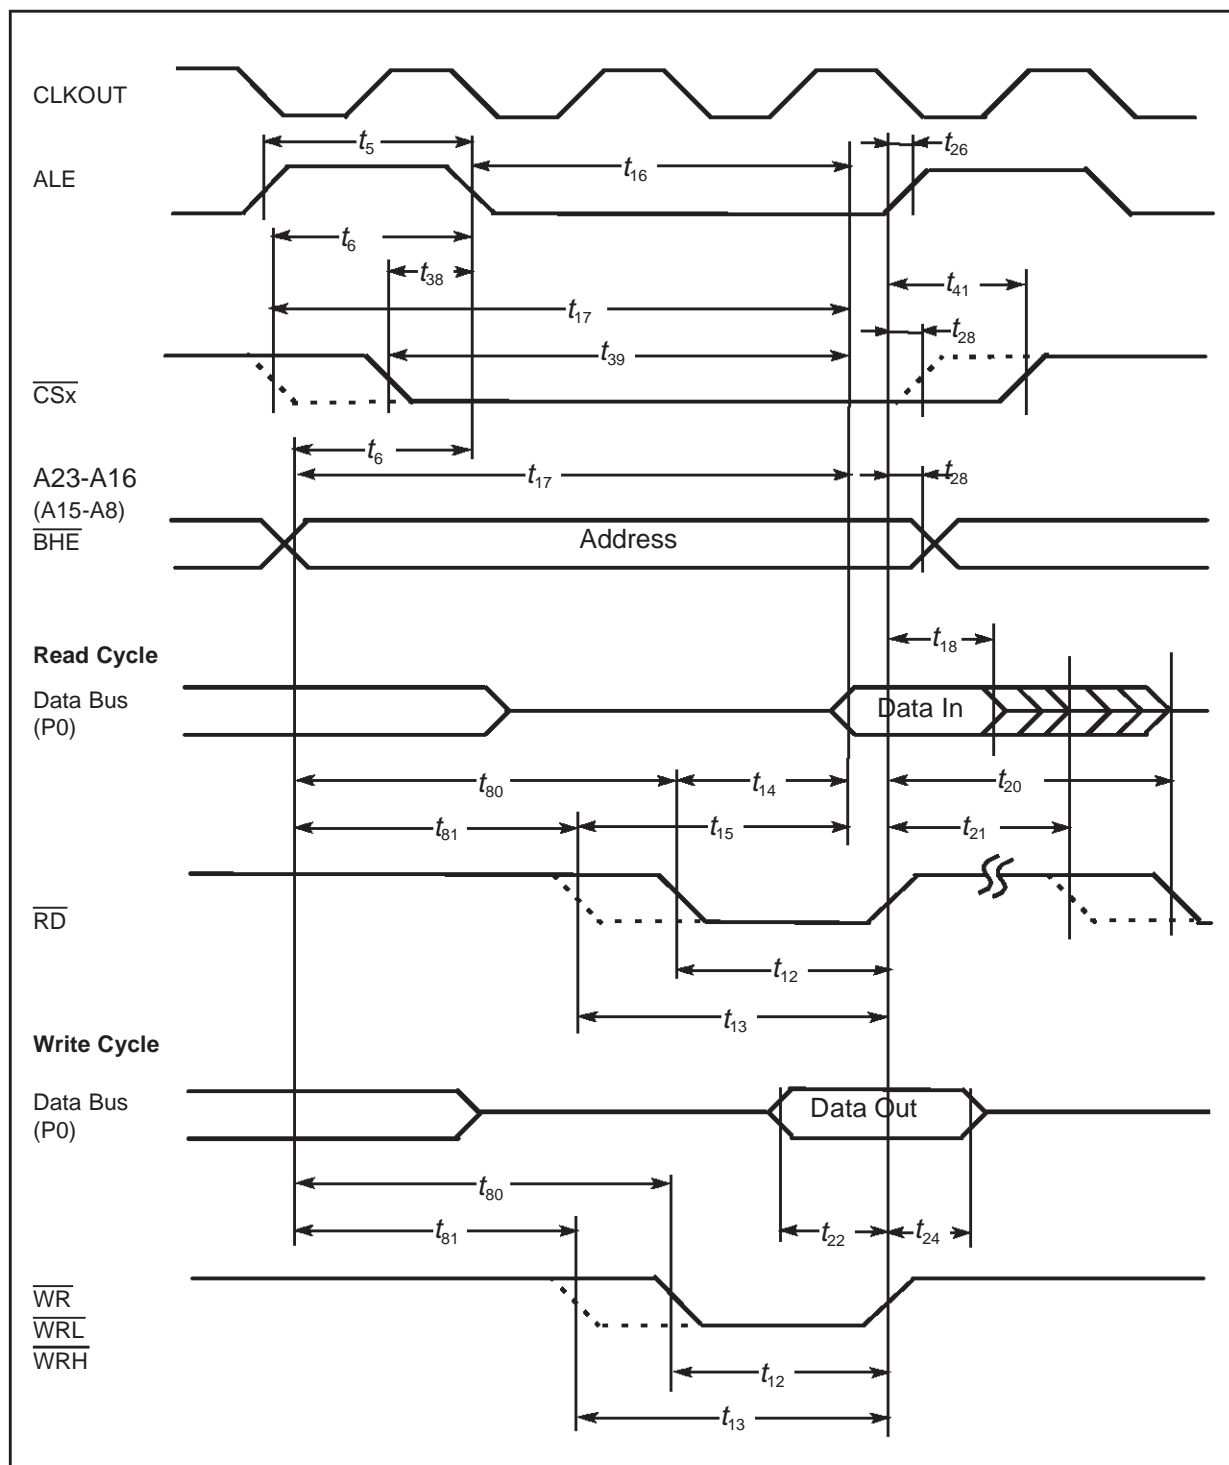 CLKOUT
t5
t26
t16
ALE
t6
t38
t41
t17
t28
t39
CSx
t6
A23-A16
t17
t28
(A15-A8)
BHE
Address
t18
Read Cycle
Data Bus
(P0)
Data In
t80
t14
t20
t81
t15
t21
RD
t12
t13
Write Cycle
Data Bus
(P0)
Data Out
t80
t81
t22
t24
WR
WRL
WRH
t12
t13